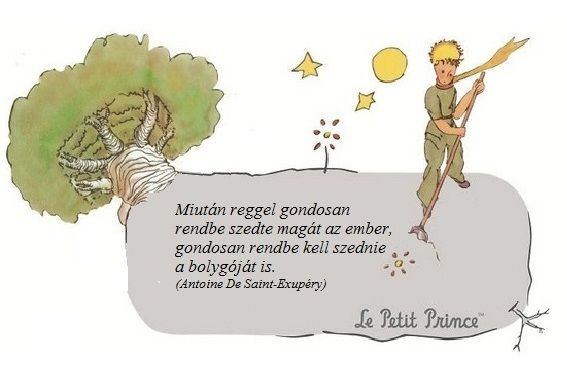 Miután reggel gondosan
rendbe szedte magát az ember,
gondosan rendbe kell szednie
a bolygóját is.
(Antoine De Saint-Exupéry)
Le Petit Prince™